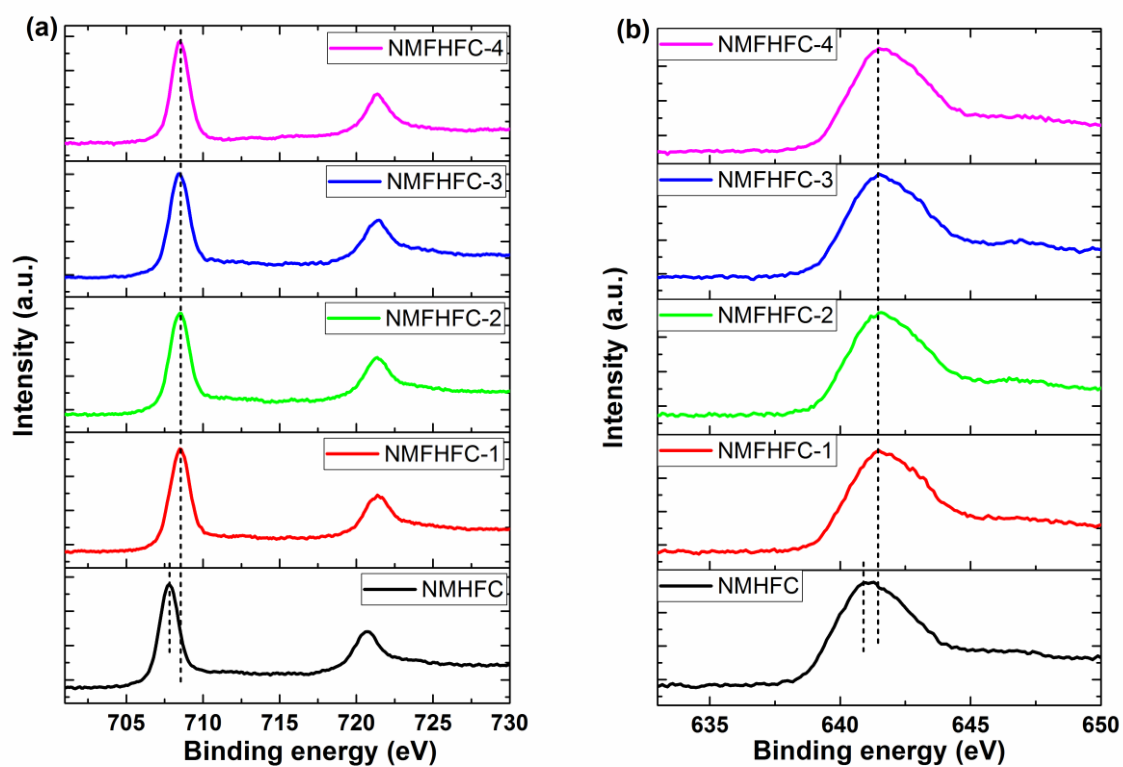 (a)
NMFHFC-4
NMFHFC-3
NMFHFC-2
NMFHFC-1
NMHFC
Intensity (a.u.)
705 710 715 720 725 730
Binding energy (eV)
(b)
NMFHFC-4
NMFHFC-3
NMFHFC-2
NMFHFC-1
NMHFC
Intensity (a.u.)
635 640 645 650
Binding energy (eV)